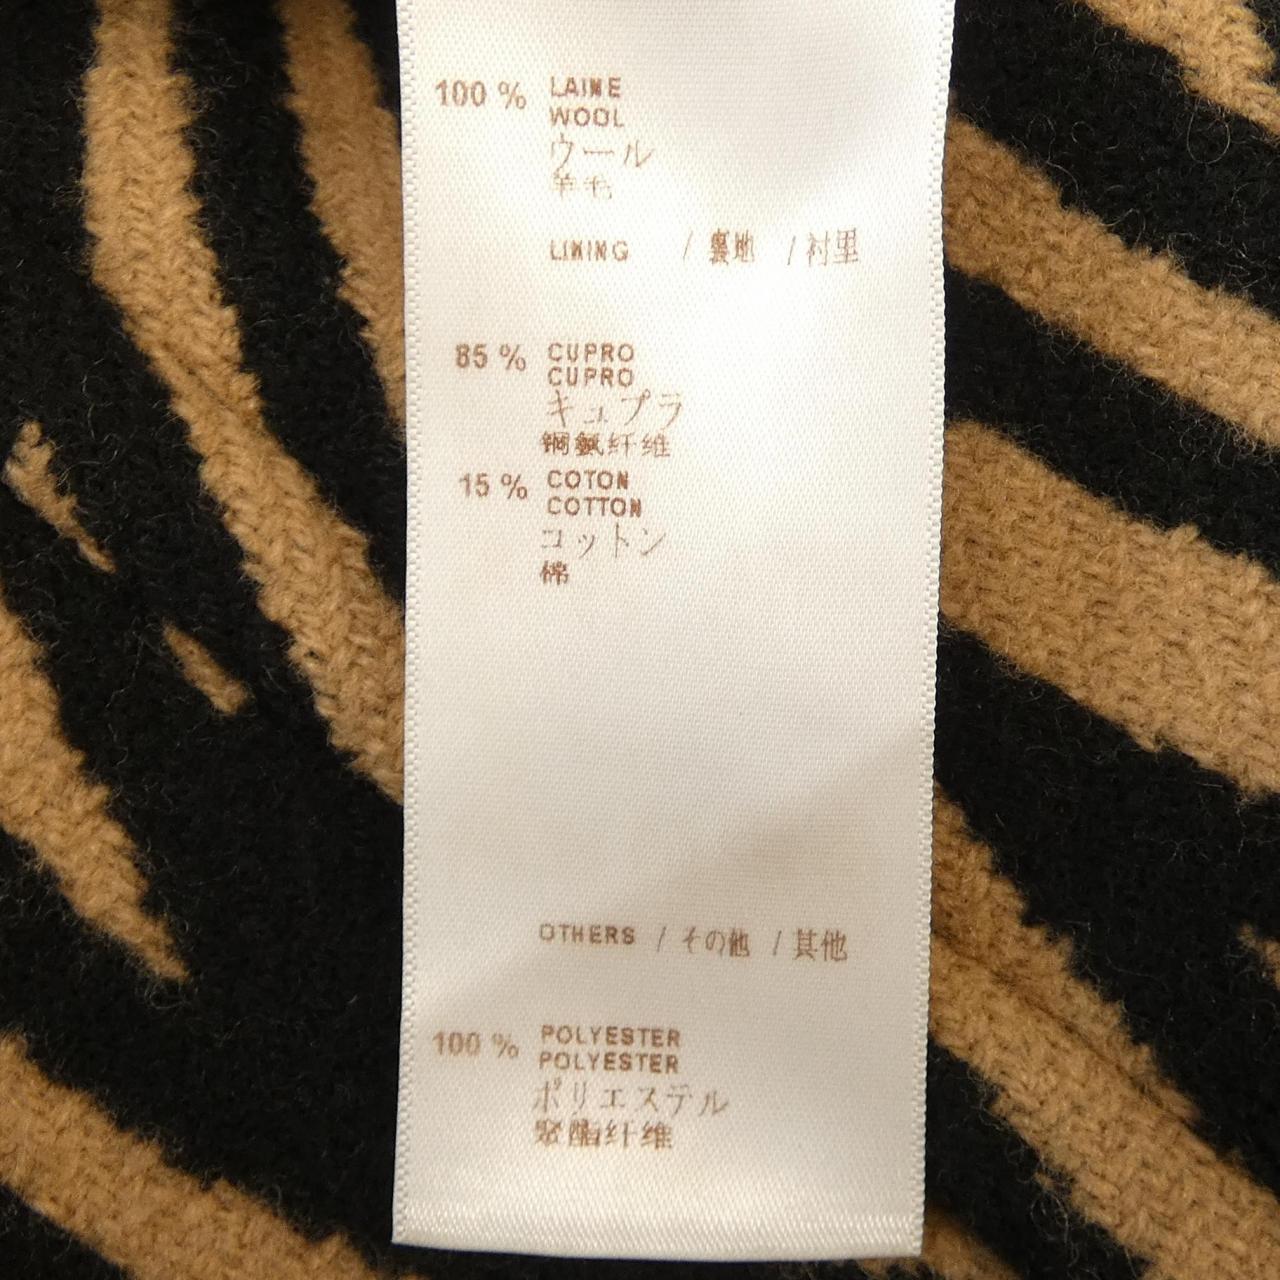 100 % LAINE
WOOL
ウール
羊毛
LINING / 裏地 / 衬里
85 % CUPRO
CUPRO
キュプラ
铜氨纤维
15 % COTON
COTTON
コットン
棉
OTHERS / その他 / 其他
100 % POLYESTER
POLYESTER
ポリエステル
聚酯纤维